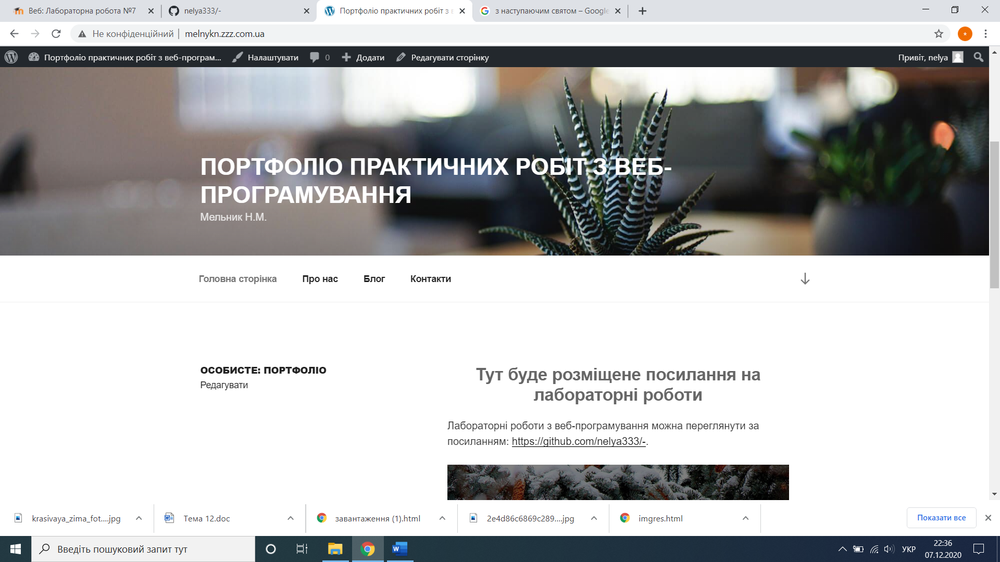 Веб: Лабораторна робота №7
nelya333/-
Портфоліо практичних робіт з в
з наступаючим святом – Google
Не конфіденційний
melnykn.zzz.com.ua
Портфоліо практичних робіт з веб-програм...
Налаштувати
0
Додати
Редагувати сторінку
Привіт, nelya
ПОРТФОЛІО ПРАКТИЧНИХ РОБІТ З ВЕБ-
ПРОГРАМУВАННЯ
Мельник Н.М.
Головна сторінка
Про нас
Блог
Контакти
ОСОБИСТЕ: ПОРТФОЛІО
Редагувати
Тут буде розміщене посилання на
лабораторні роботи
Лабораторні роботи з веб-програмування можна переглянути за
посиланням: https://github.com/nelya333/-.
krasivaya_zima_fot....jpg
Тема 12.doc
завантаження (1).html
2e4d86c6869c289....jpg
imgres.html
Показати все
Введіть пошуковий запит тут
УКР
22:36
07.12.2020